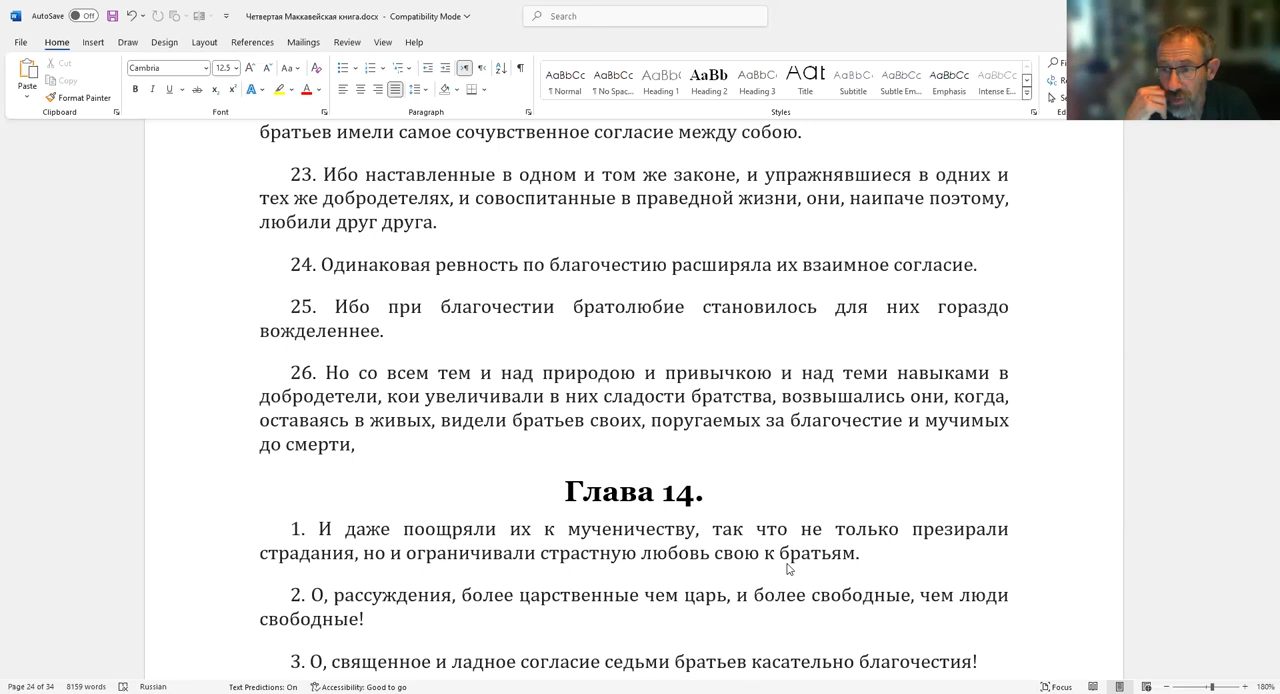 AutoSave Off Четвертая Маккавейская книга.docx - Compatibility Mode Search
File Home Insert Draw Design Layout References Mailings Review View Help
Paste Cut Copy Format Painter Clipboard
Cambria 12.5 Font
Paragraph
AaBbCc AaBbCc AaBbC AaBb AaBbC AaI AaBbCc AaBbCc AaBbCc AaBbCc
¶ Normal ¶ No Spac... Heading 1 Heading 2 Heading 3 Title Subtitle Subtle Em... Emphasis Intense E...
Styles
братьев имели самое сочувственное согласие между собою.
23. Ибо наставленные в одном и том же законе, и упражнявшиеся в одних и
тех же добродетелях, и совоспитанные в праведной жизни, они, наипаче поэтому,
любили друг друга.
24. Одинаковая ревность по благочестию расширяла их взаимное согласие.
25. Ибо при благочестии братолюбие становилось для них гораздо
вожделеннее.
26. Но со всем тем и над природою и привычкою и над теми навыками в
добродетели, кои увеличивали в них сладости братства, возвышались они, когда,
оставаясь в живых, видели братьев своих, поругаемых за благочестие и мучимых
до смерти,
Глава 14.
1. И даже поощряли их к мученичеству, так что не только презирали
страдания, но и ограничивали страстную любовь свою к братьям.
2. О, рассуждения, более царственные чем царь, и более свободные, чем люди
свободные!
3. О, священное и ладное согласие седьми братьев касательно благочестия!
Page 24 of 34 8159 words Russian Text Predictions: On Accessibility: Good to go Focus 180%